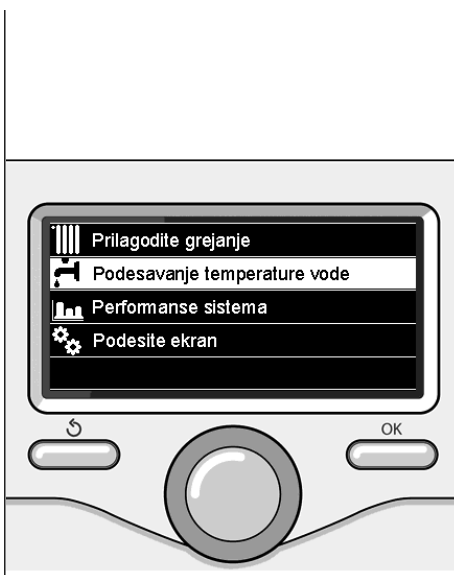 Prilagodite grejanje
Podesavanje temperature vode
Performanse sistema
Podesite ekran
OK